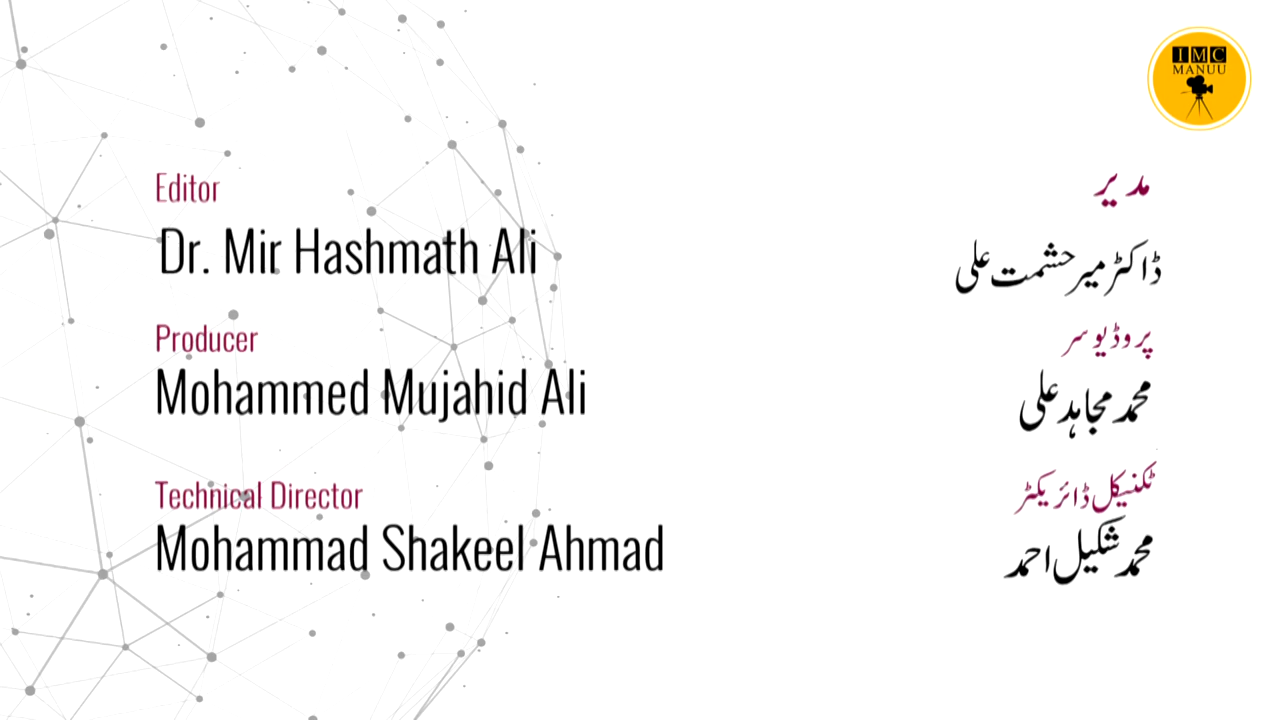 IMC
MANUU
Editor
مدیر
Dr. Mir Hashmath Ali
ڈاکٹر میر حشمت علی
Producer
پروڈیوسر
Mohammed Mujahid Ali
محمد مجاہد علی
Technical Director
ٹکنیکل ڈائریکٹر
Mohammad Shakeel Ahmad
محمد شکیل احمد